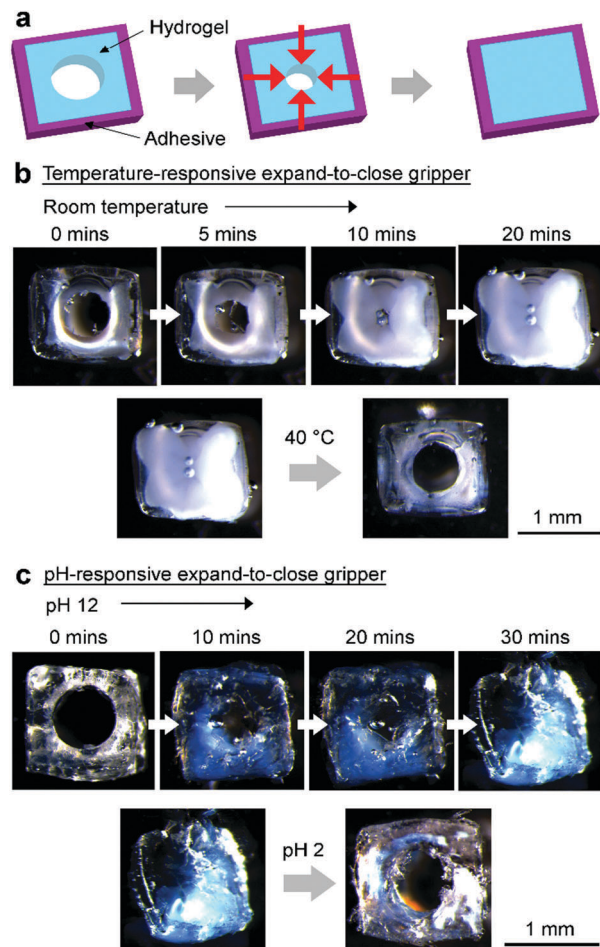 a
Hydrogel
Adhesive
b Temperature-responsive expand-to-close gripper
Room temperature
0 mins 5 mins 10 mins 20 mins
40 °C
1 mm
c pH-responsive expand-to-close gripper
pH 12
0 mins 10 mins 20 mins 30 mins
pH 2
1 mm